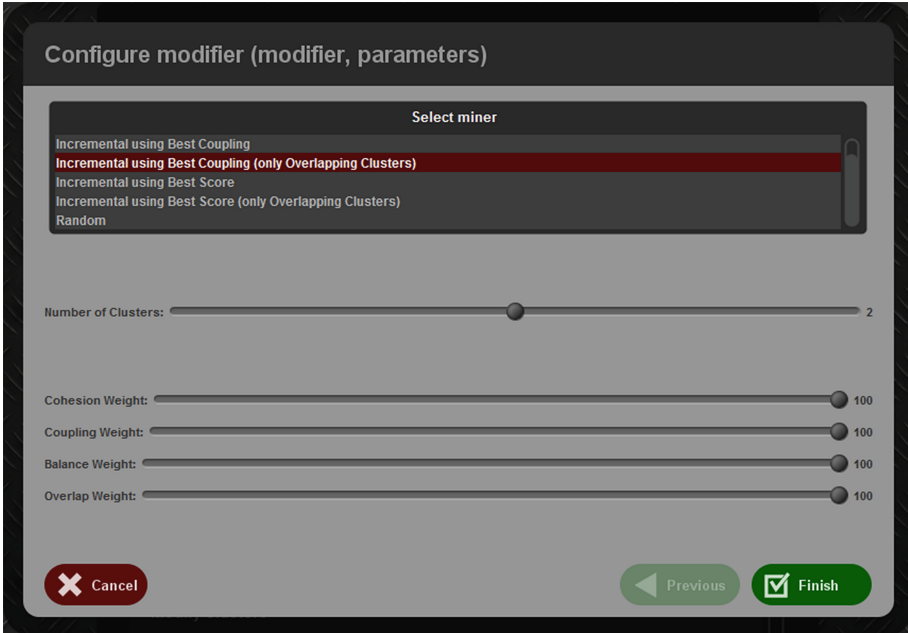 Configure modifier (modifier, parameters)
Select miner
Incremental using Best Coupling
Incremental using Best Coupling (only Overlapping Clusters)
Incremental using Best Score
Incremental using Best Score (only Overlapping Clusters)
Random
Number of Clusters: 2
Cohesion Weight: 100
Coupling Weight: 100
Balance Weight: 100
Overlap Weight: 100
Cancel Previous Finish